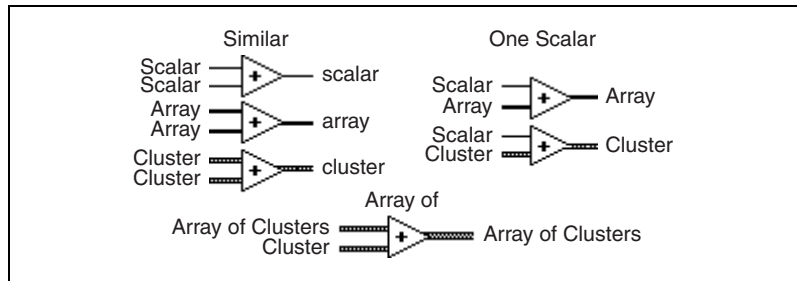 Similar
Scalar
Scalar
+
scalar
Array
Array
+
array
Cluster
Cluster
+
cluster
One Scalar
Scalar
Array
+
Array
Scalar
Cluster
+
Cluster
Array of
Array of Clusters
Cluster
+
Array of Clusters